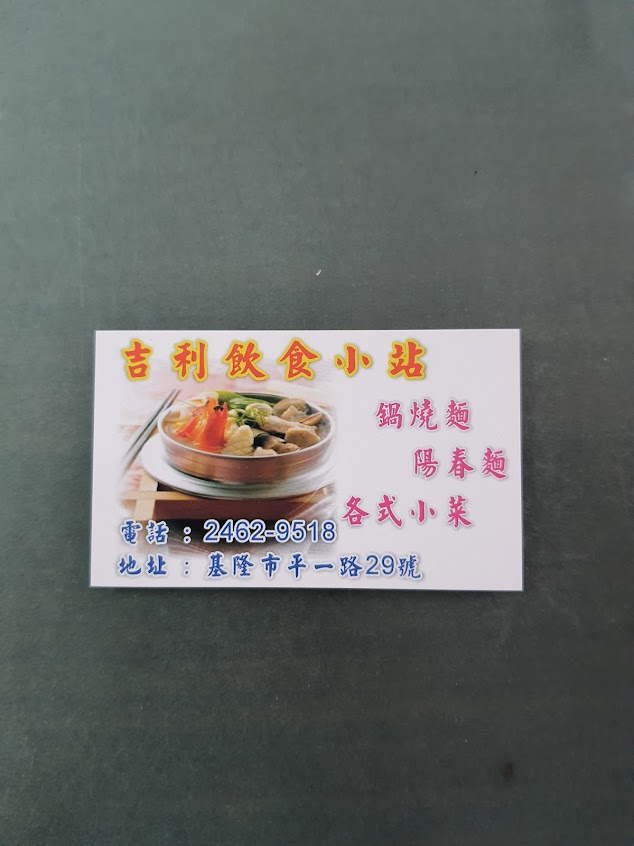 吉利飲食小站
鍋燒麵
陽春麵
各式小菜
電話：2462-9518
地址：基隆市平一路29號